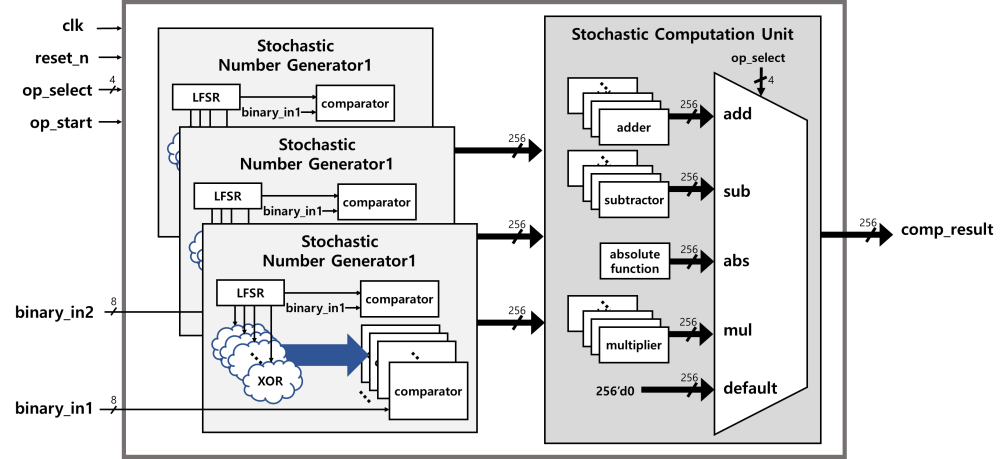 clk
reset_n
op_select
4
op_start
binary_in2
8
binary_in1
8
Stochastic
Number Generator1
LFSR
binary_in1
comparator
Stochastic
Number Generator1
LFSR
binary_in1
comparator
Stochastic
Number Generator1
LFSR
binary_in1
comparator
XOR
comparator
256
256
256
Stochastic Computation Unit
op_select
4
adder
256
add
subtractor
256
sub
absolute
function
256
abs
multiplier
256
mul
256'd0
256
default
256
comp_result